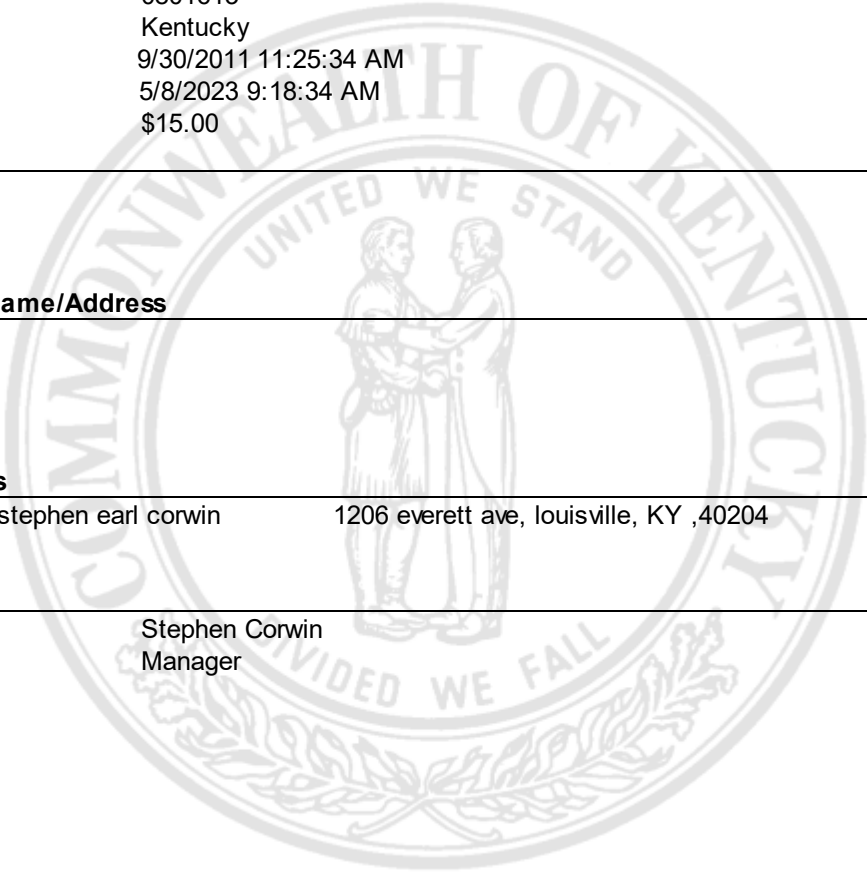 Kentucky
9/30/2011 11:25:34 AM
5/8/2023 9:18:34 AM
$15.00
COMMONWEALTH OF KENTUCKY
UNITED WE STAND
ame/Address
s
stephen earl corwin 1206 everett ave, louisville, KY ,40204
Stephen Corwin
Manager
DIVIDED WE FALL